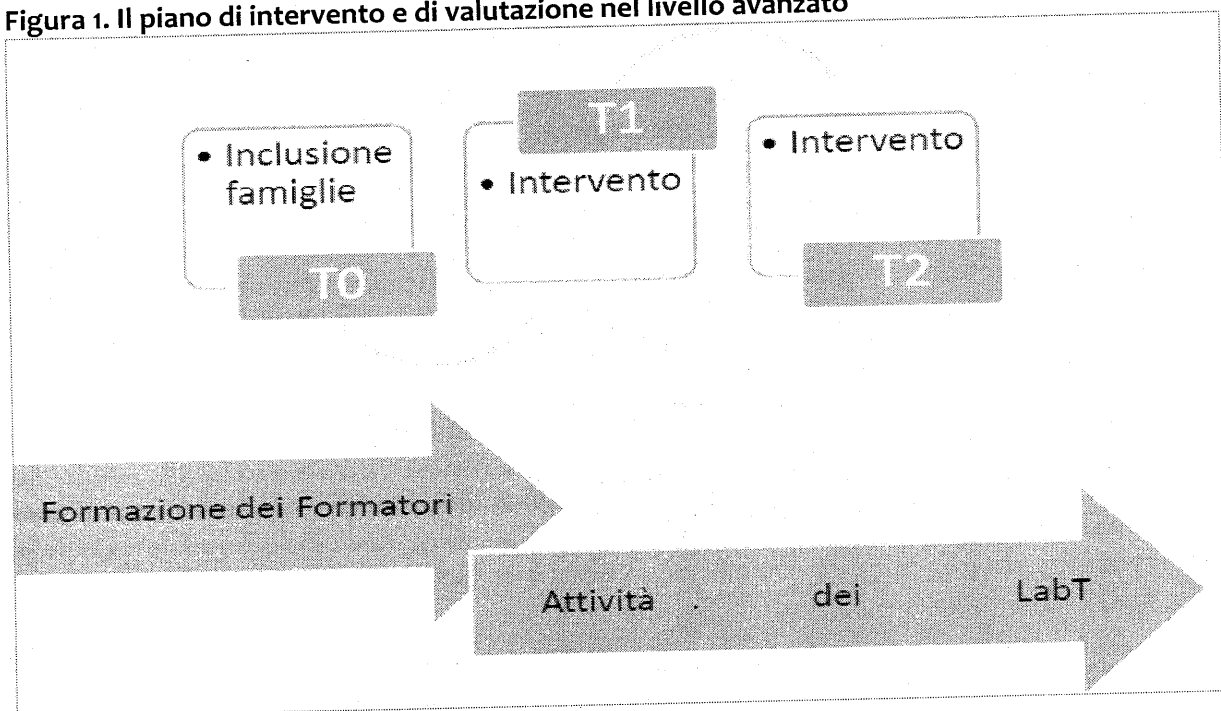 Figura 1. Il piano di intervento e di valutazione nel livello avanzato
• Inclusione
famiglie
T0
T1
• Intervento
• Intervento
T2
Formazione dei Formatori
Attività dei LabT